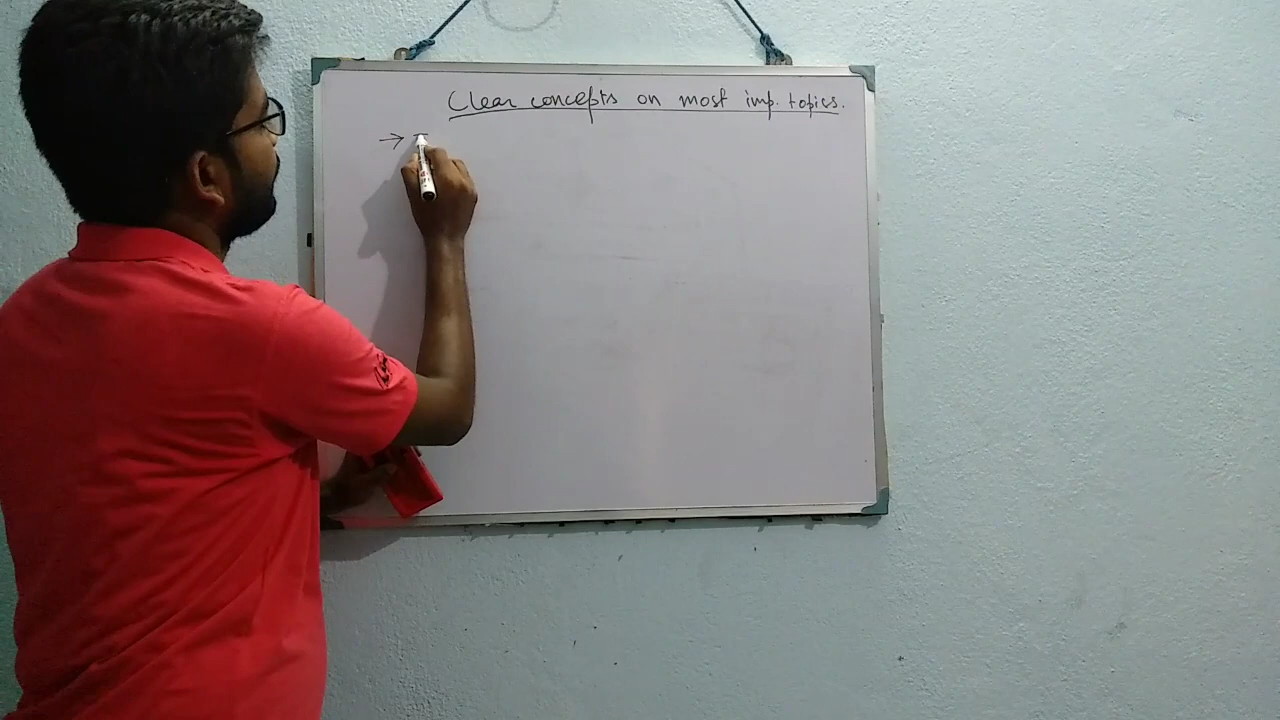 Clear concepts on most imp. topics.
→